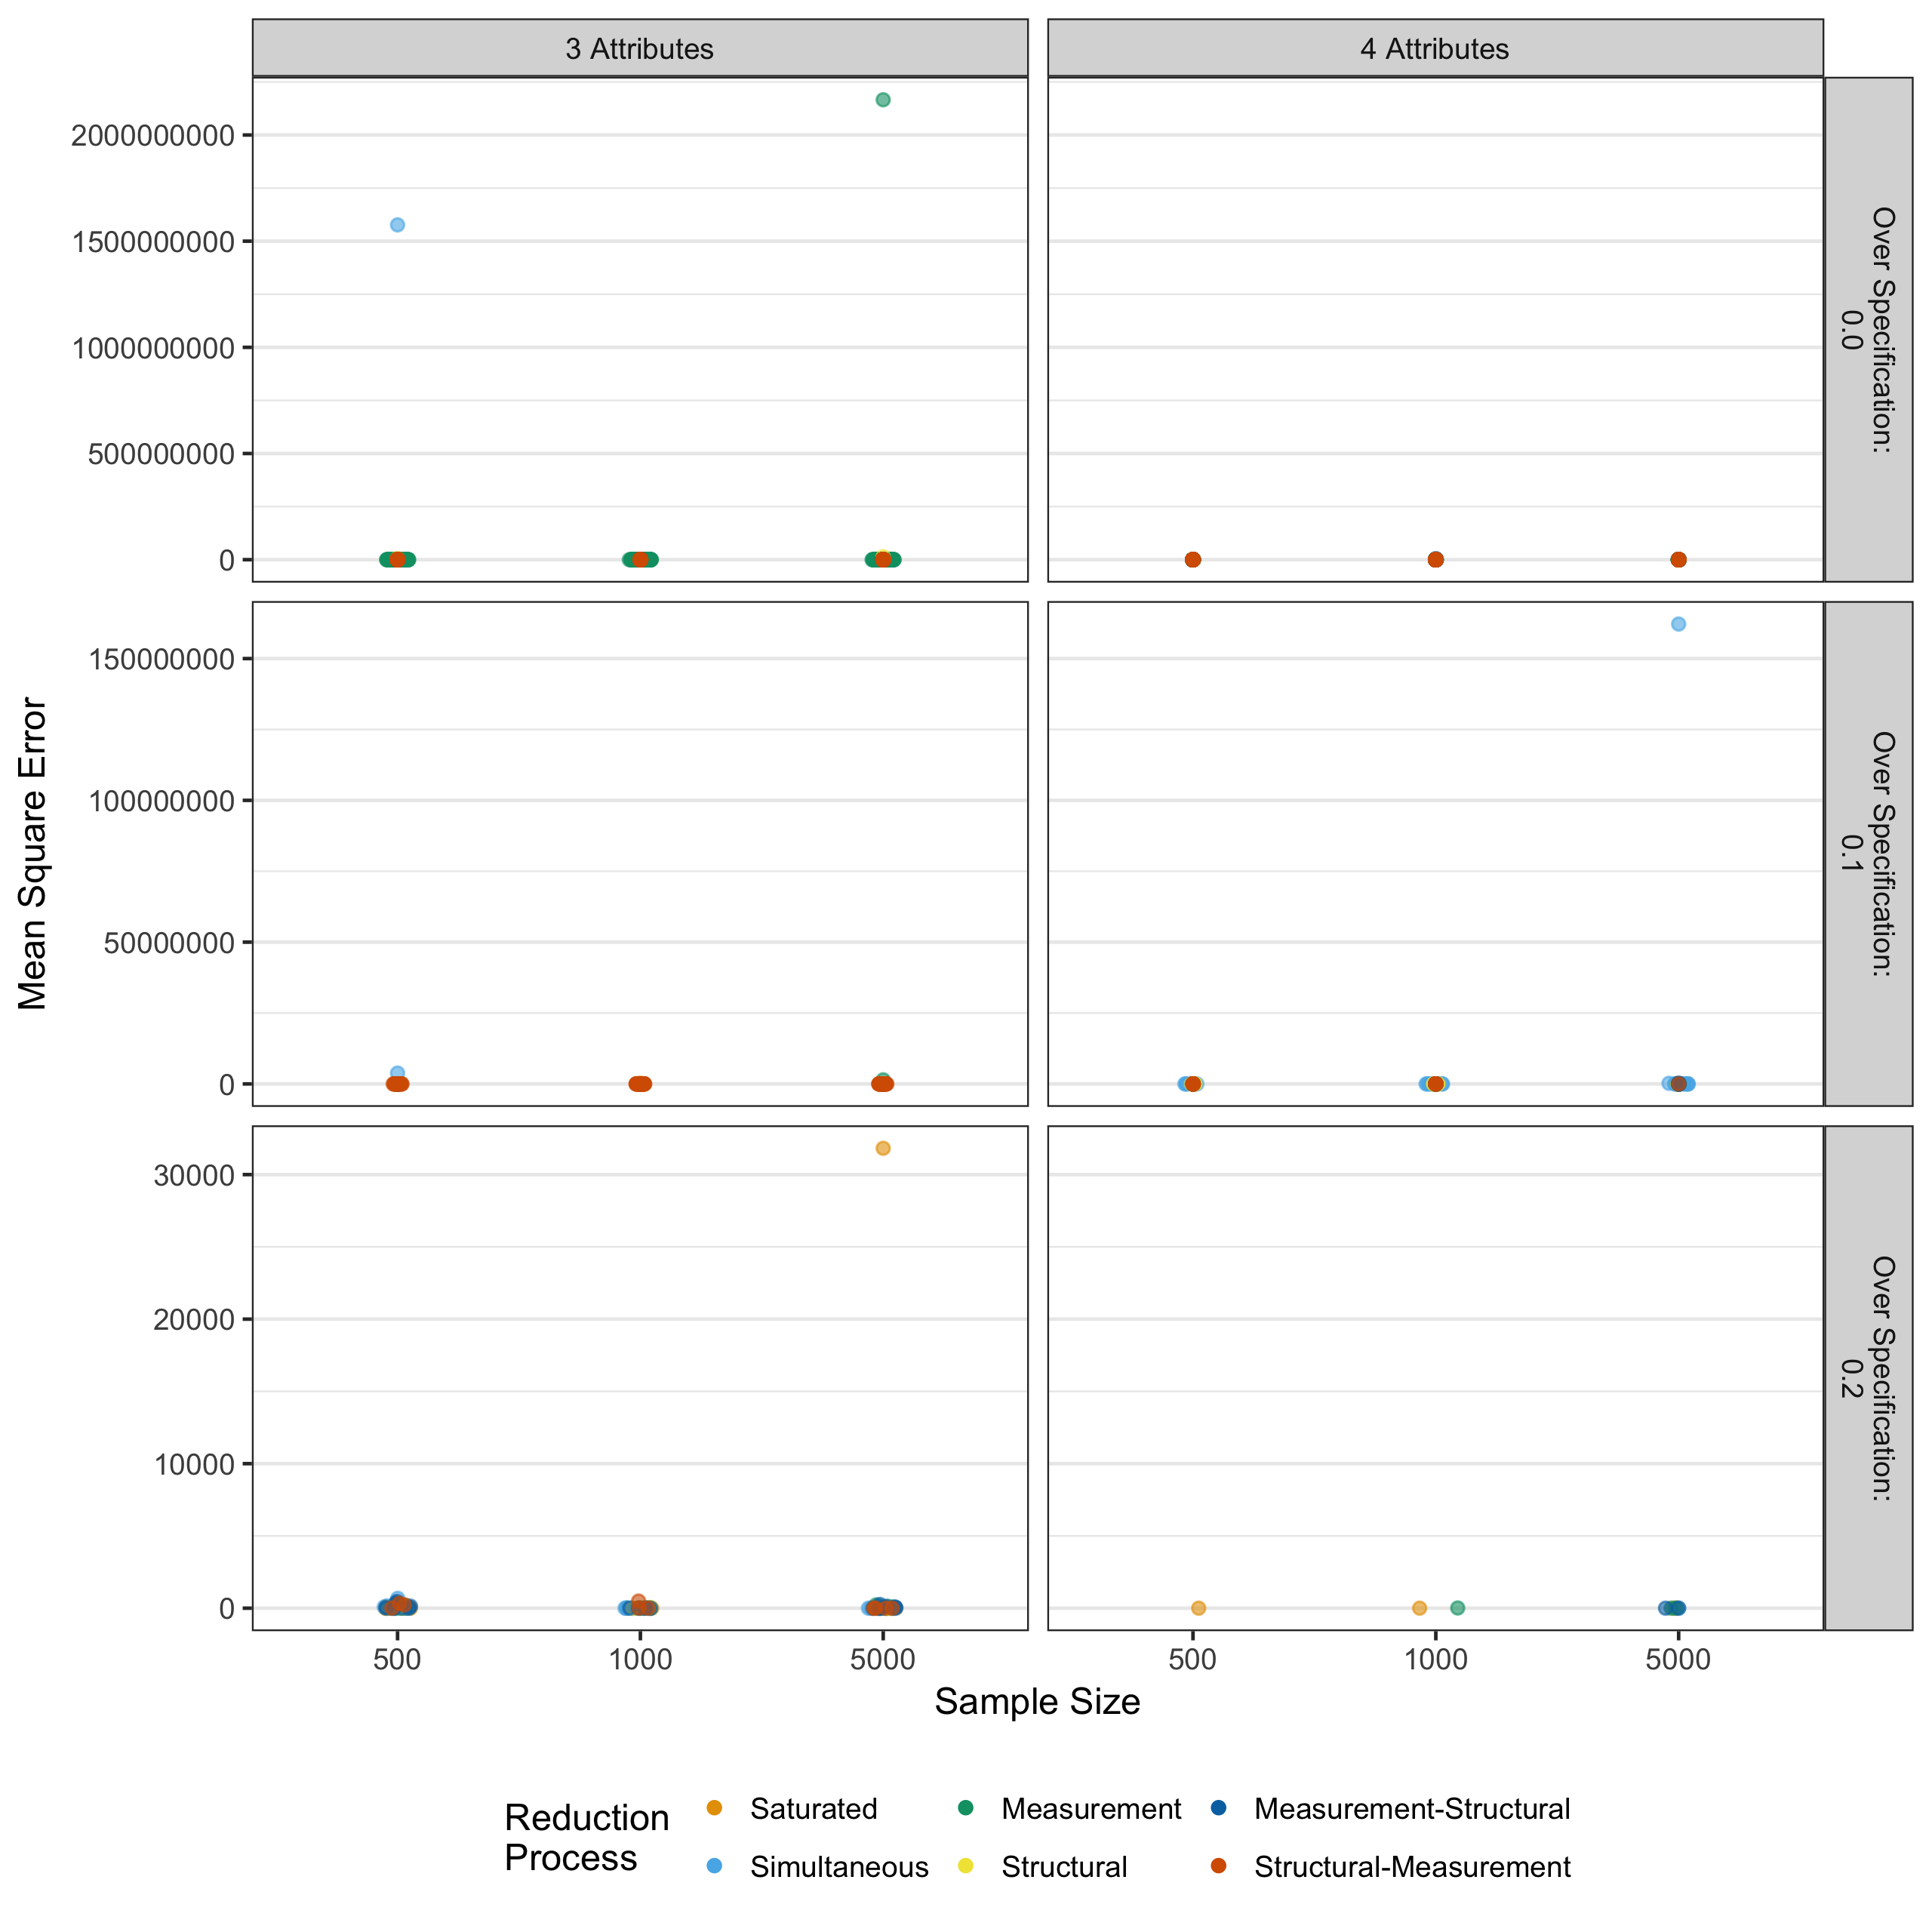 3 Attributes
4 Attributes
2000000000
1500000000
1000000000
500000000
0
Over Specification:
0.0
150000000
100000000
50000000
0
Over Specification:
0.1
30000
20000
10000
0
Over Specification:
0.2
Mean Square Error
500
1000
5000
500
1000
5000
Sample Size
Reduction
Process
Saturated
Measurement
Measurement-Structural
Simultaneous
Structural
Structural-Measurement